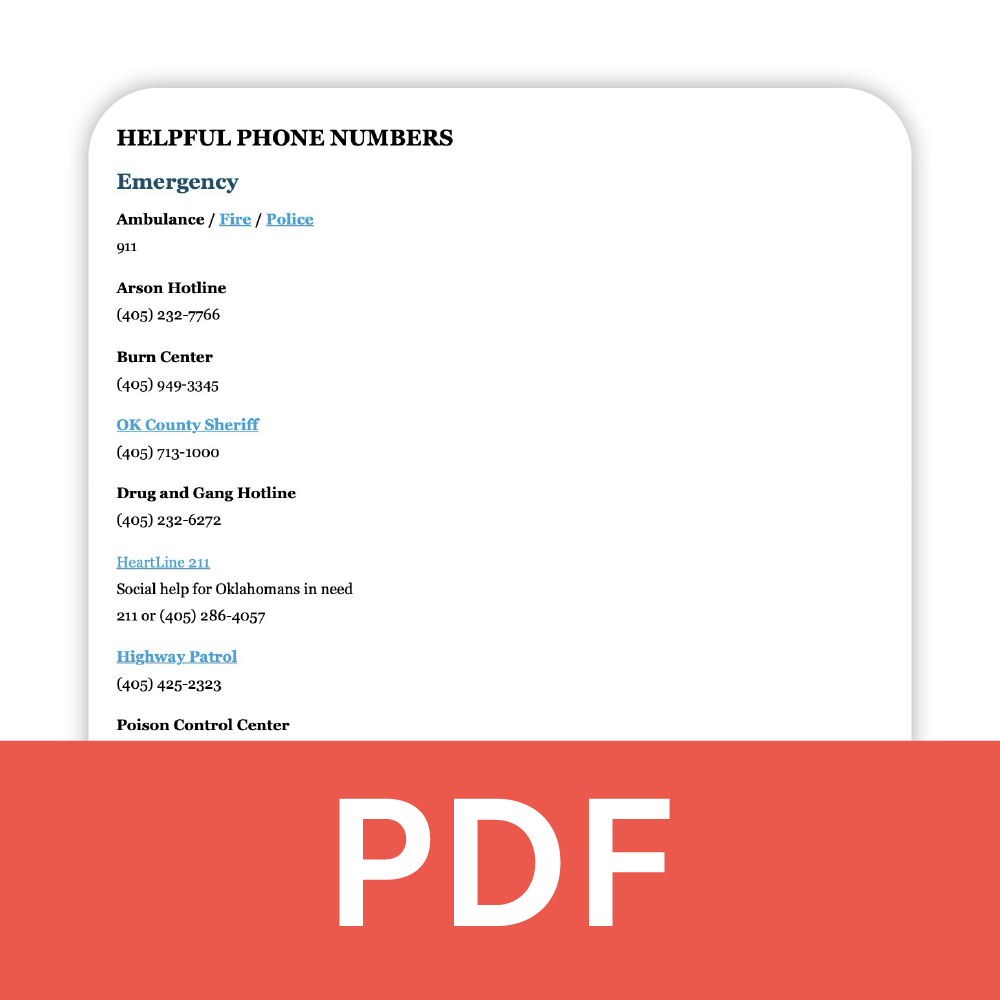 HELPFUL PHONE NUMBERS
Emergency
Ambulance / Fire / Police
911
Arson Hotline
(405) 232-7766
Burn Center
(405) 949-3345
OK County Sheriff
(405) 713-1000
Drug and Gang Hotline
(405) 232-6272
HeartLine 211
Social help for Oklahomans in need
211 or (405) 286-4057
Highway Patrol
(405) 425-2323
Poison Control Center
PDF